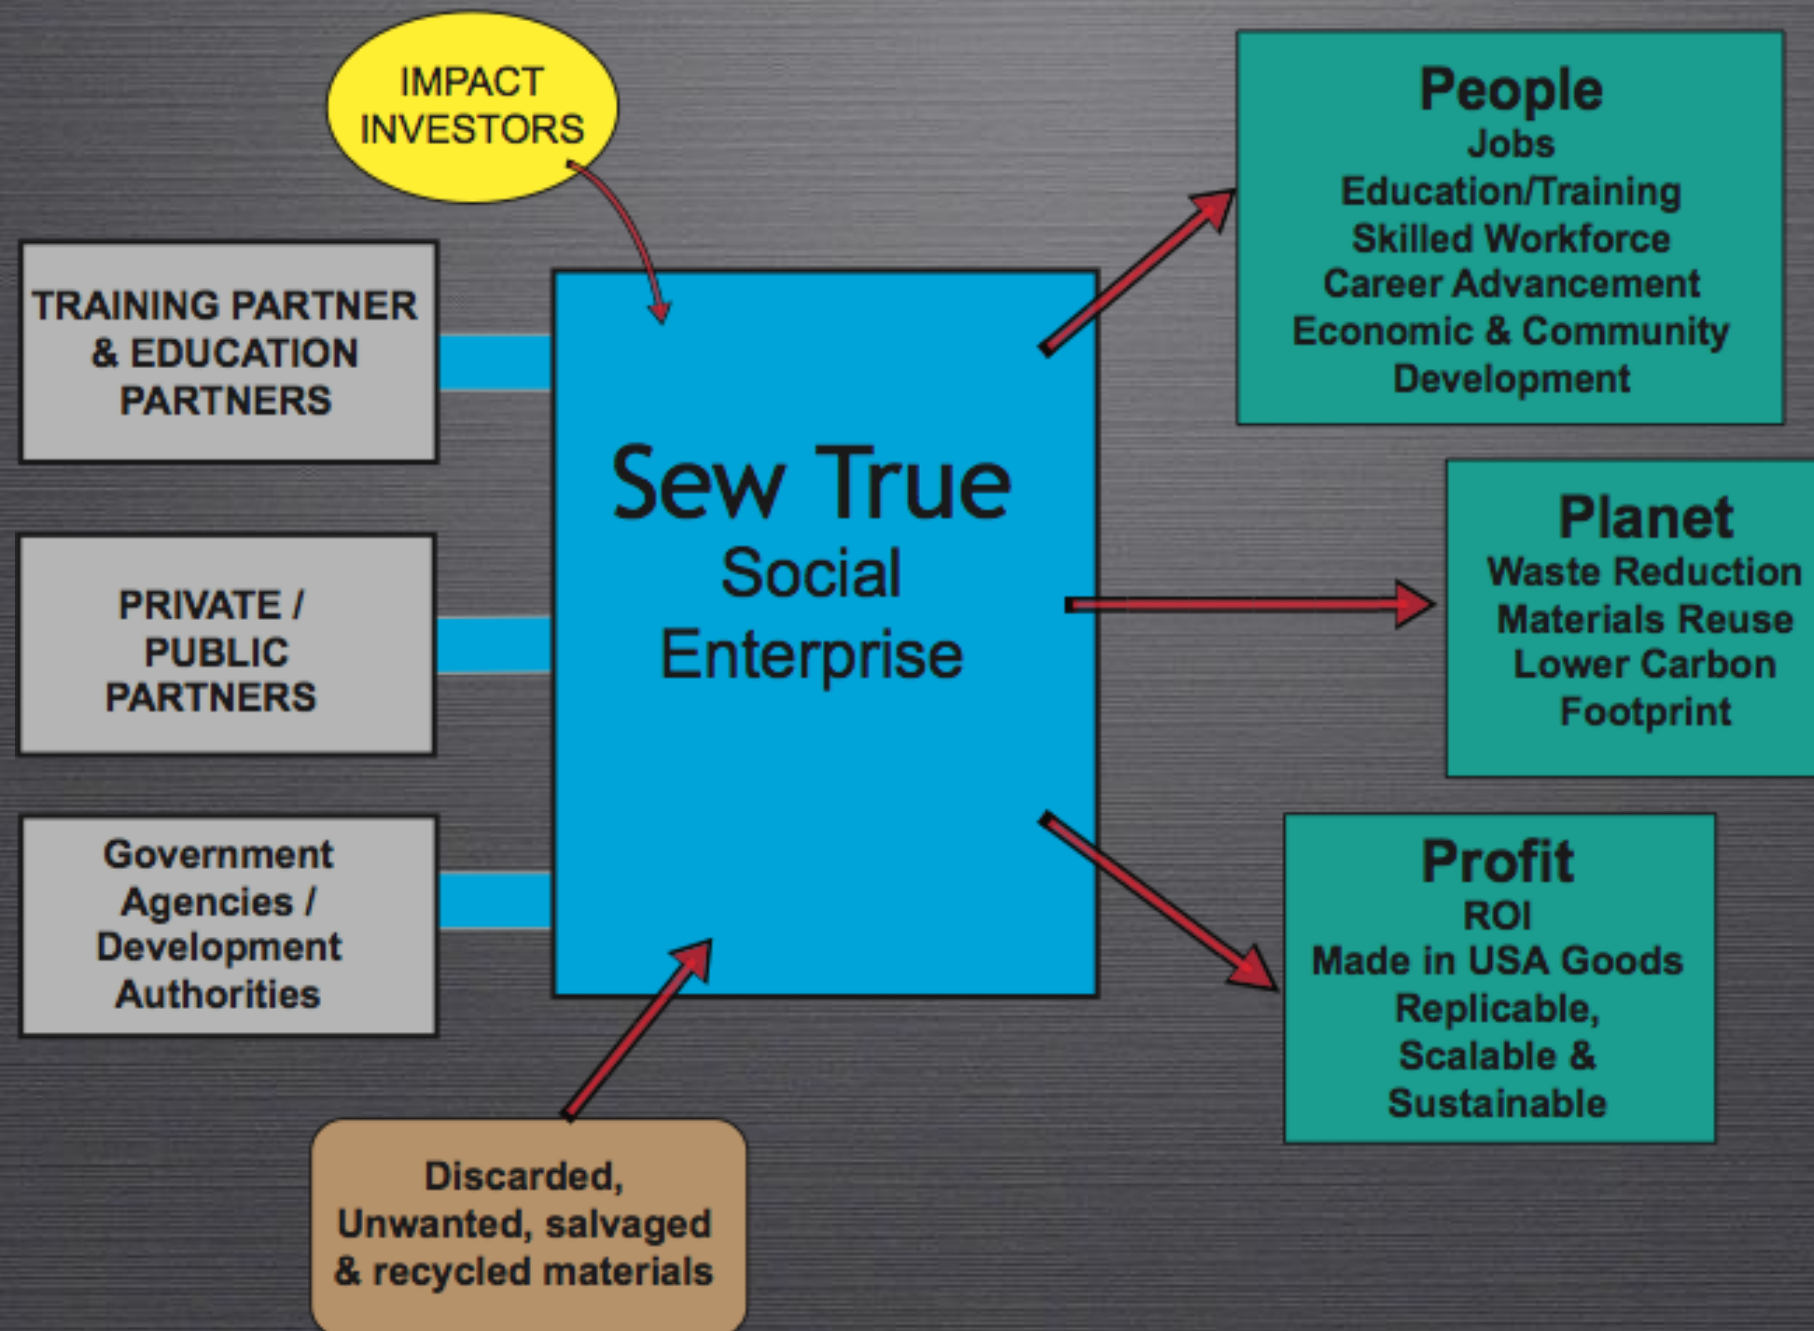 IMPACT
INVESTORS
TRAINING PARTNER
& EDUCATION
PARTNERS
PRIVATE /
PUBLIC
PARTNERS
Government
Agencies /
Development
Authorities
Discarded,
Unwanted, salvaged
& recycled materials
Sew True
Social
Enterprise
People
Jobs
Education/Training
Skilled Workforce
Career Advancement
Economic & Community
Development
Planet
Waste Reduction
Materials Reuse
Lower Carbon
Footprint
Profit
ROI
Made in USA Goods
Replicable,
Scalable &
Sustainable